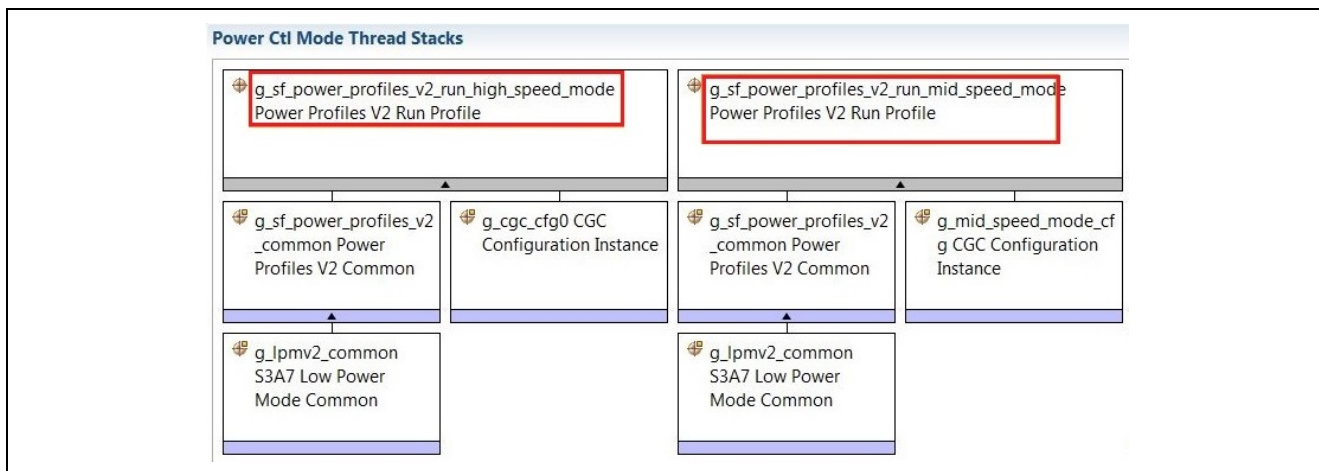 Power Ctl Mode Thread Stacks
g_sf_power_profiles_v2_run_high_speed_mode
Power Profiles V2 Run Profile
g_sf_power_profiles_v2_run_mid_speed_mode
Power Profiles V2 Run Profile
g_sf_power_profiles_v2
_common Power
Profiles V2 Common
g_cgc_cfg0 CGC
Configuration Instance
g_sf_power_profiles_v2
_common Power
Profiles V2 Common
g_mid_speed_mode_cf
g CGC Configuration
Instance
g_lpmv2_common
S3A7 Low Power
Mode Common
g_lpmv2_common
S3A7 Low Power
Mode Common